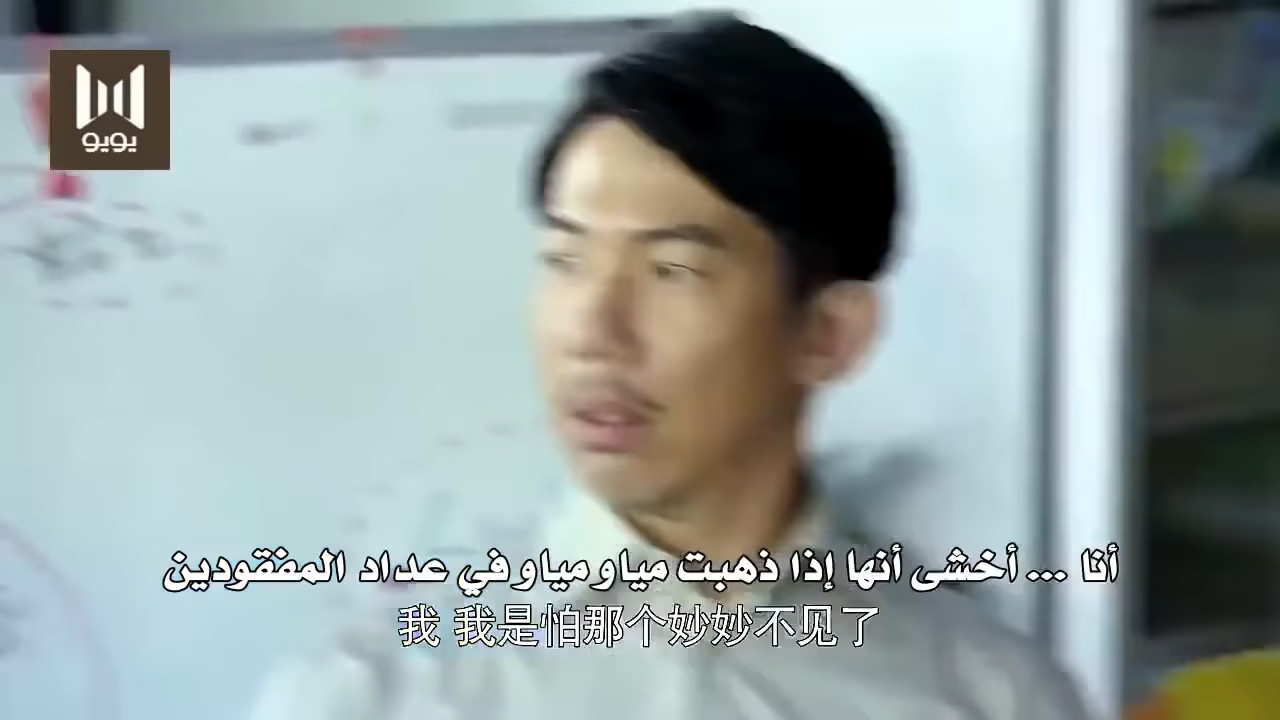 يويو
أنا ... أخشى أنها إذا ذهبت مياو مياو في عداد المفقودين
我 我是怕那个妙妙不见了